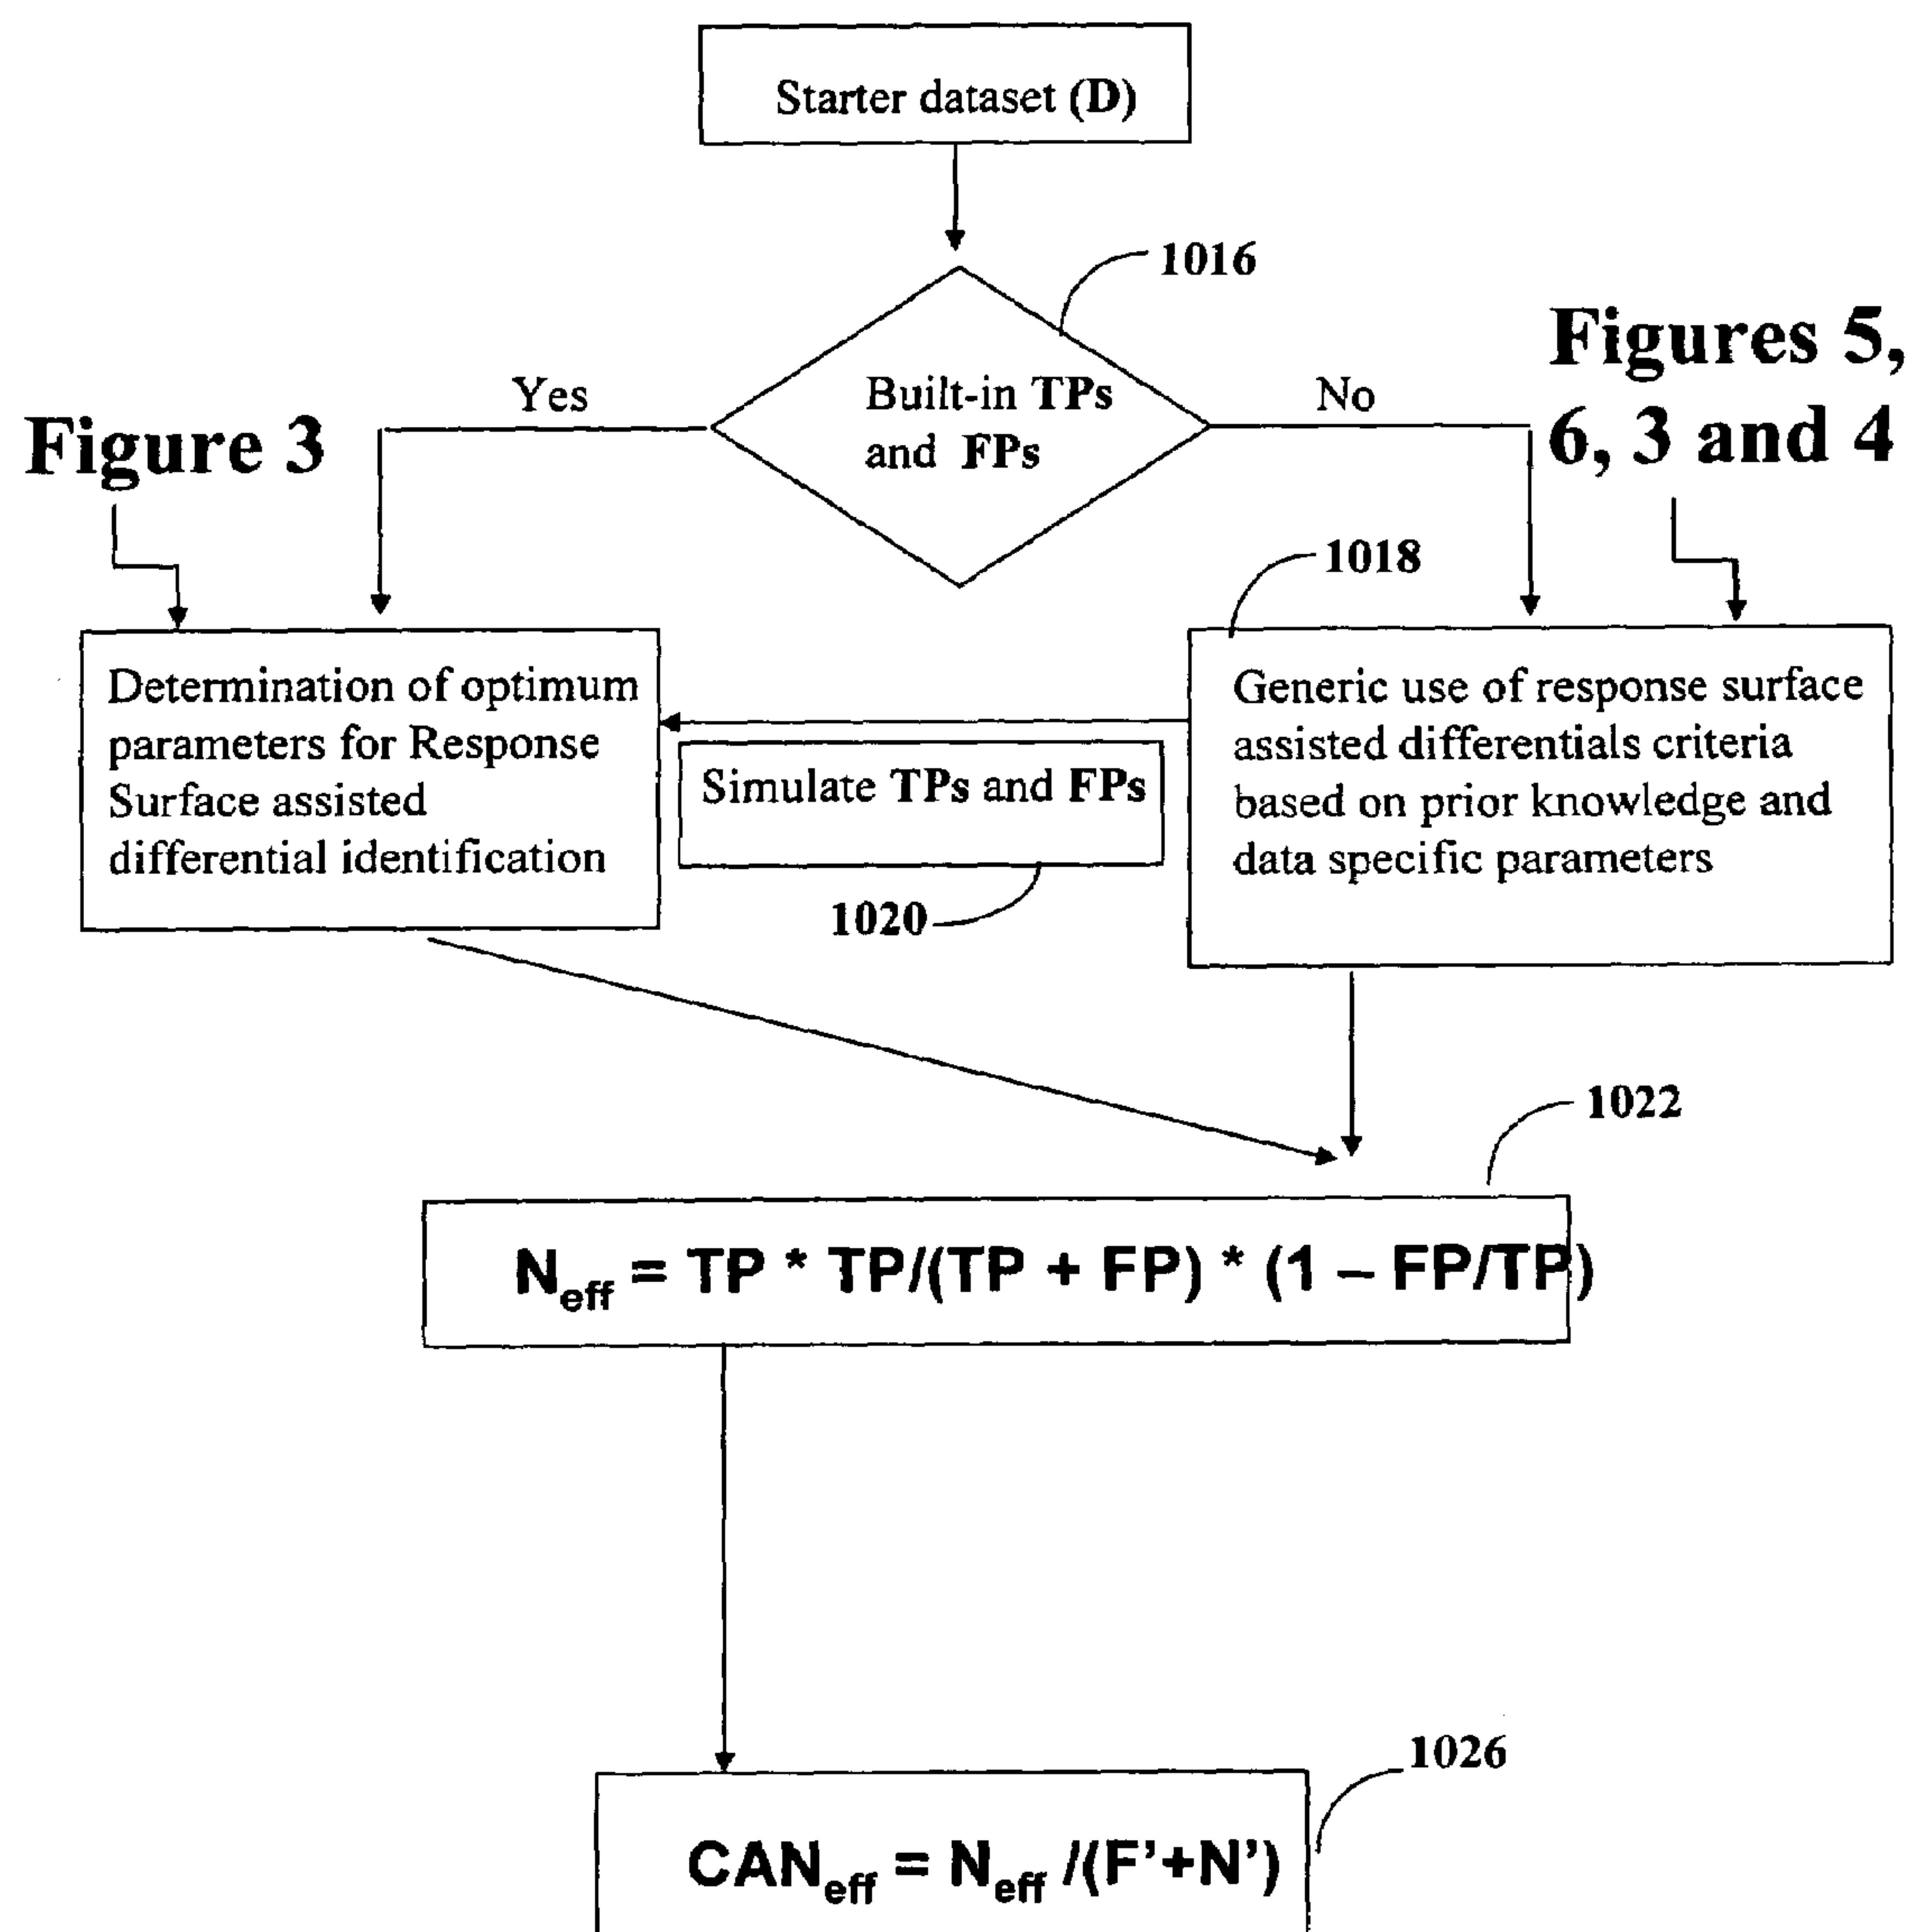 Starter dataset (D)
1016
Figures 5,
6, 3 and 4
Yes
Built-in TPs
and FPs
No
Figure 3
1018
Determination of optimum
parameters for Response
Surface assisted
differential identification
Simulate TPs and FPs
1020
Generic use of response surface
assisted differentials criteria
based on prior knowledge and
data specific parameters
1022
Neff = TP * TP/(TP + FP) * (1 – FP/TP)
1026
CANeff = Neff /(F'+N')